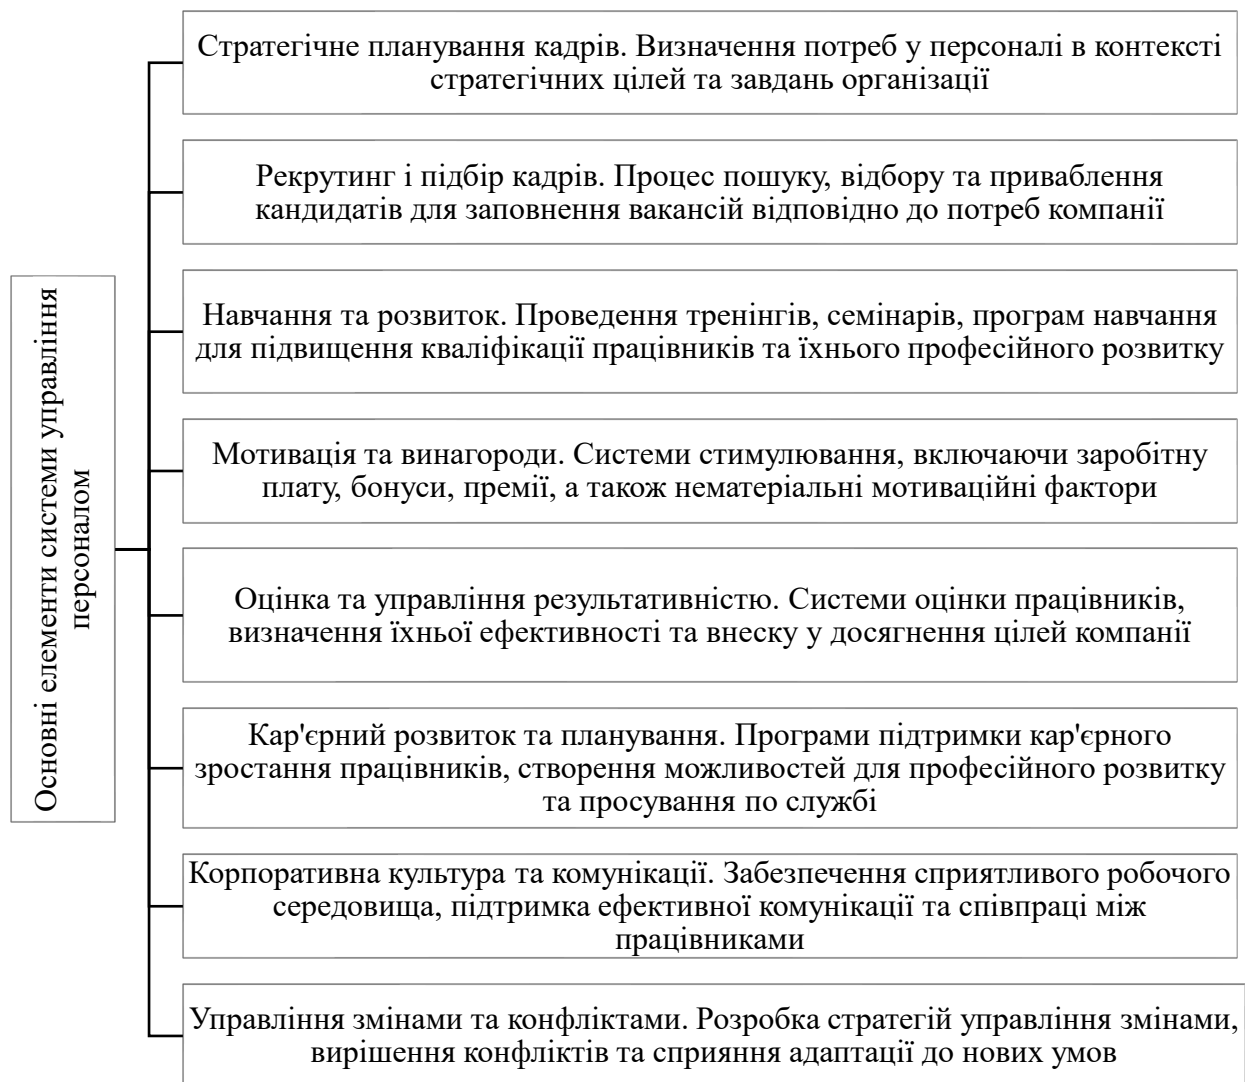 Основні елементи системи управління
персоналом
Стратегічне планування кадрів. Визначення потреб у персоналі в контексті
стратегічних цілей та завдань організації
Рекрутинг і підбір кадрів. Процес пошуку, відбору та приваблення
кандидатів для заповнення вакансій відповідно до потреб компанії
Навчання та розвиток. Проведення тренінгів, семінарів, програм навчання
для підвищення кваліфікації працівників та їхнього професійного розвитку
Мотивація та винагороди. Системи стимулювання, включаючи заробітну
плату, бонуси, премії, а також нематеріальні мотиваційні фактори
Оцінка та управління результативністю. Системи оцінки працівників,
визначення їхньої ефективності та внеску у досягнення цілей компанії
Кар'єрний розвиток та планування. Програми підтримки кар'єрного
зростання працівників, створення можливостей для професійного розвитку
та просування по службі
Корпоративна культура та комунікації. Забезпечення сприятливого робочого
середовища, підтримка ефективної комунікації та співпраці між
працівниками
Управління змінами та конфліктами. Розробка стратегій управління змінами,
вирішення конфліктів та сприяння адаптації до нових умов